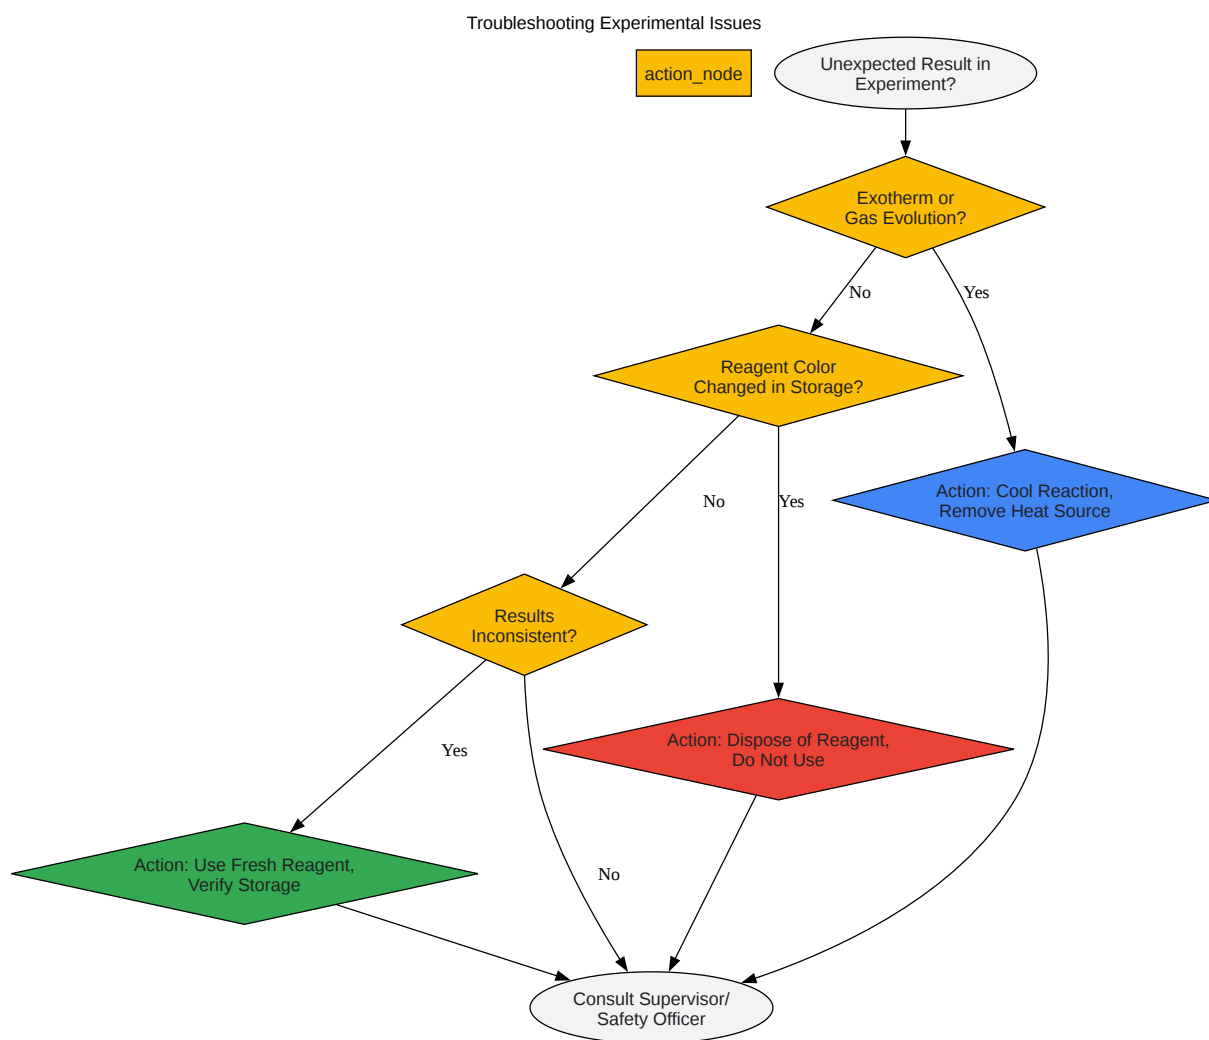 Troubleshooting Experimental Issues
action_node
Unexpected Result in
Experiment?
Exotherm or
Gas Evolution?
No
Yes
Reagent Color
Changed in Storage?
No
Yes
Action: Cool Reaction,
Remove Heat Source
Results
Inconsistent?
Yes
Action: Dispose of Reagent,
Do Not Use
Action: Use Fresh Reagent,
Verify Storage
No
Consult Supervisor/
Safety Officer